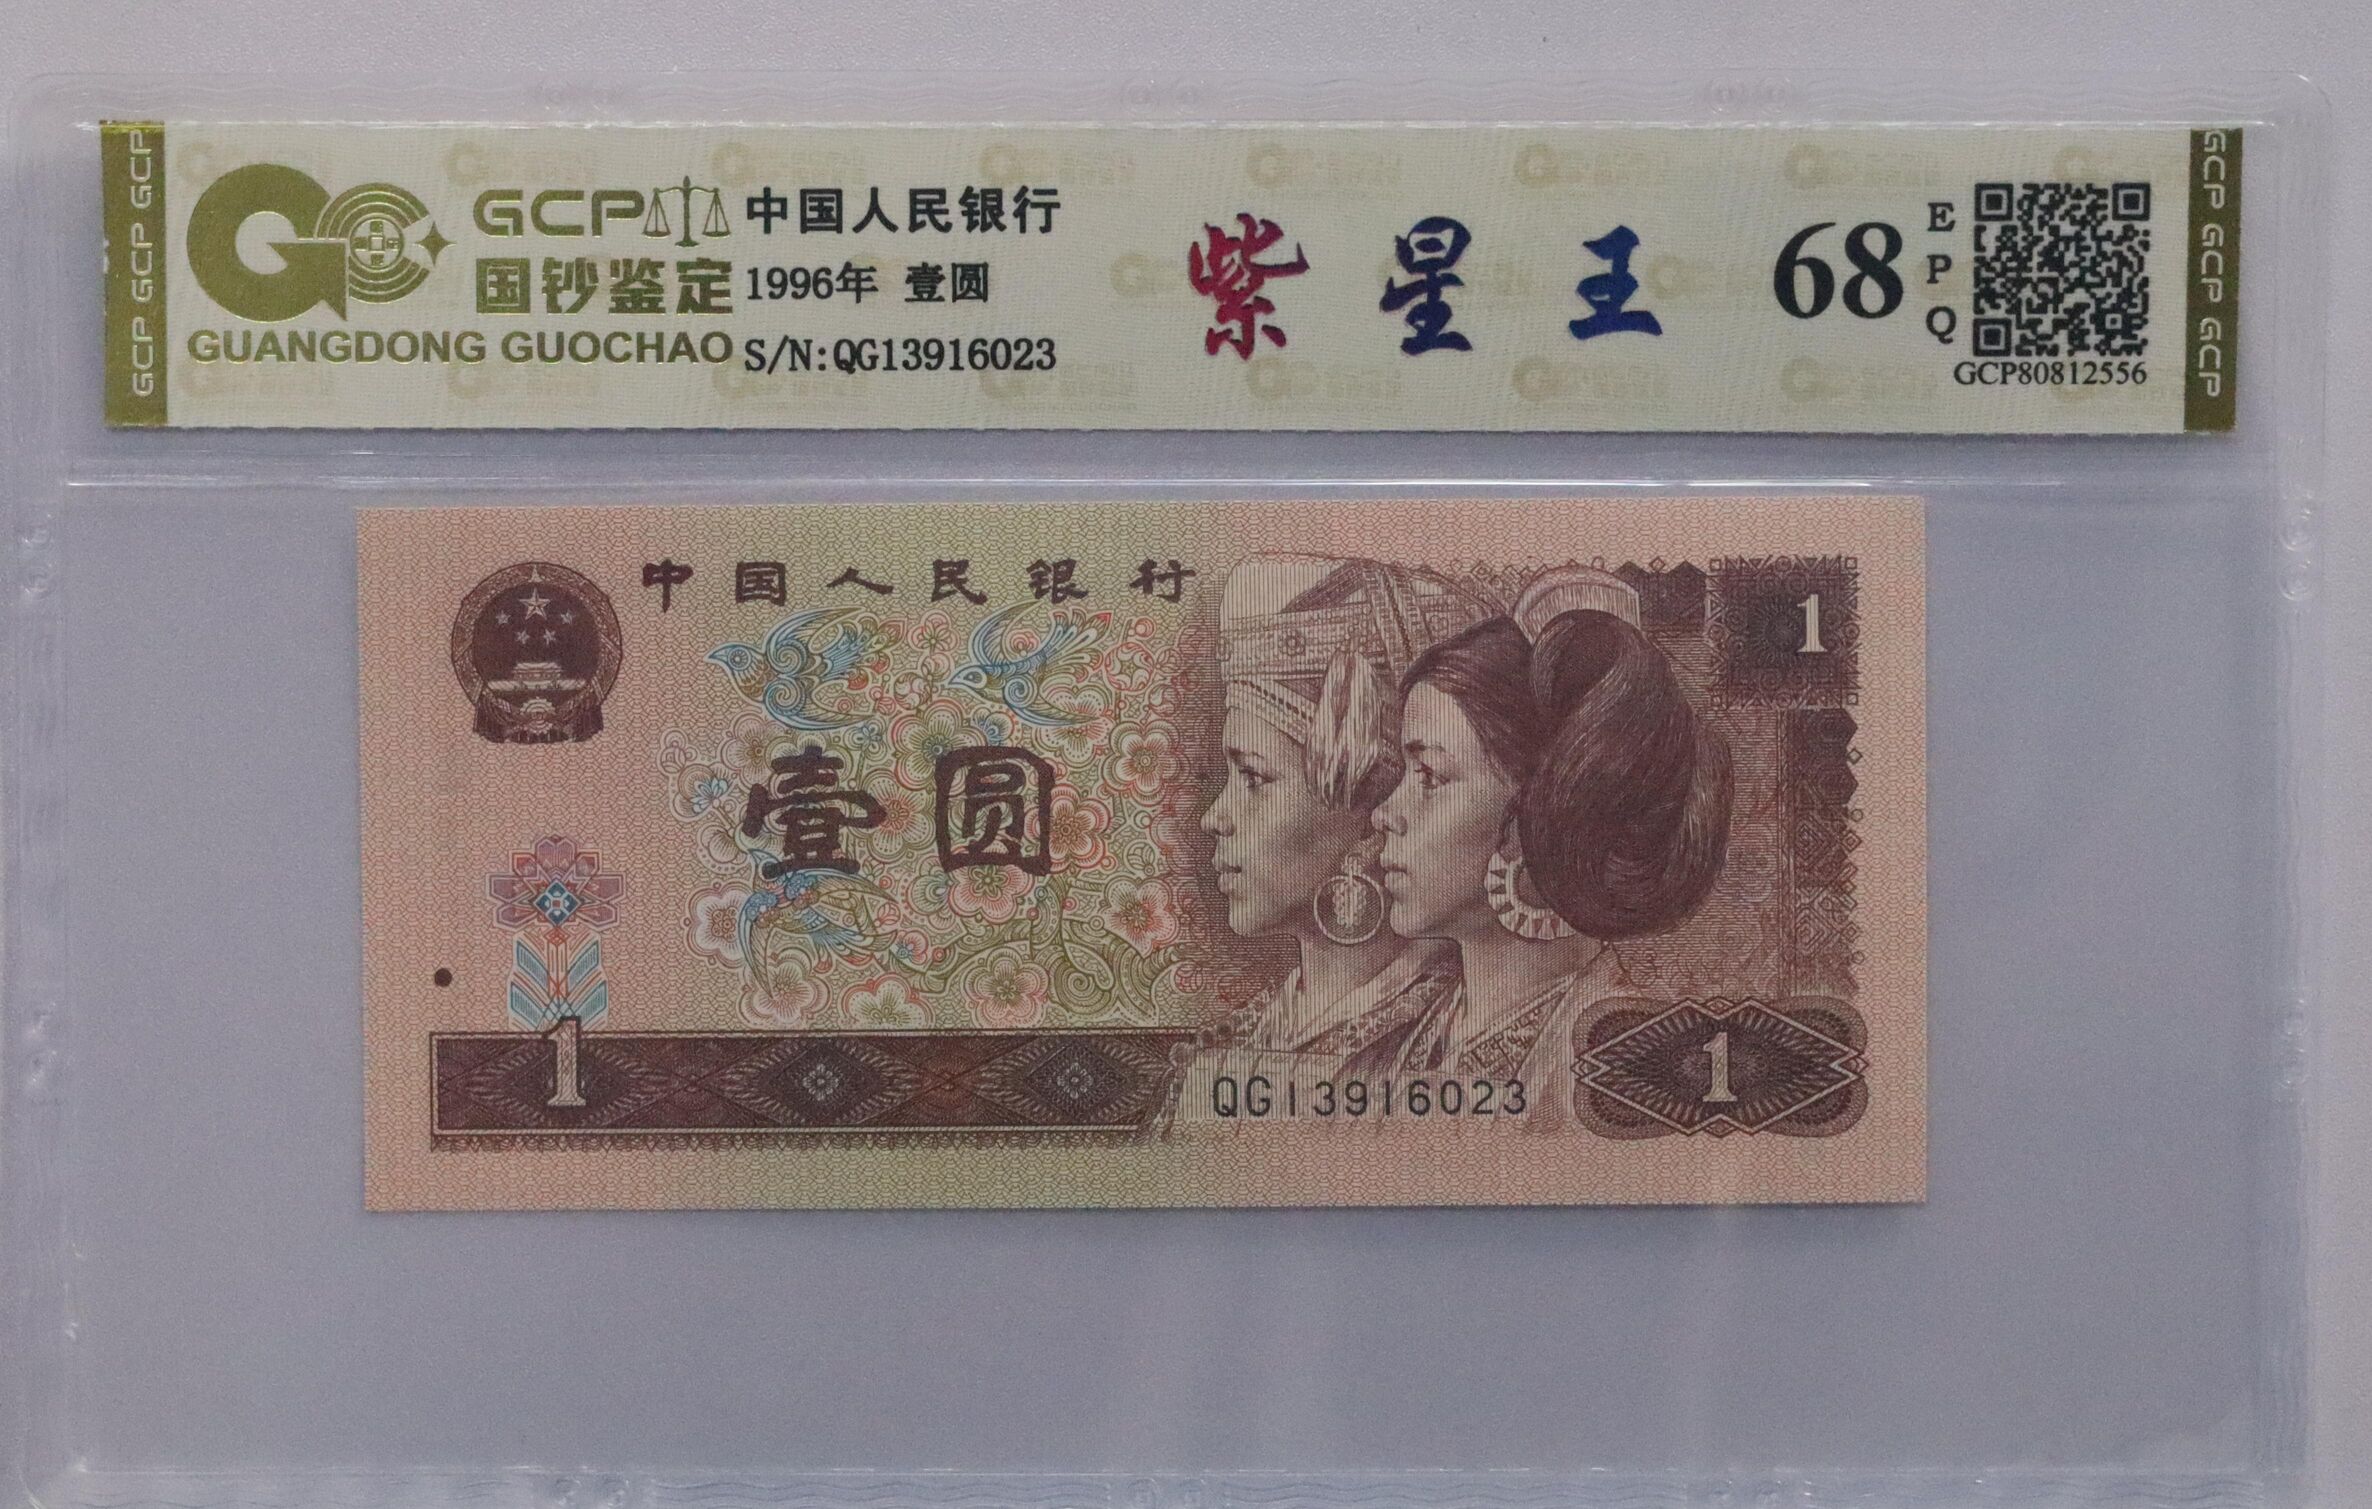 GCP GCP GCP
GCP 中国人民银行
国钞鉴定 1996年 壹圆
GUANGDONG GUOCHAO S/N:QG13916023
紫星王
68 EPQ
GCP80812556
GCP GCP GCP
中国人民银行
1
壹圆
1
QG13916023
1